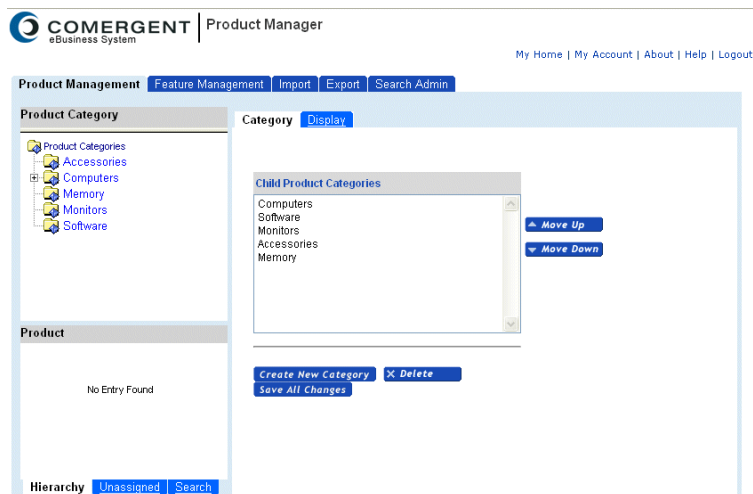 COMERGENT
eBusiness System
Product Manager
My Home | My Account | About | Help | Logout
Product Management Feature Management Import Export Search Admin
Product Category
Product Categories
Accessories
Computers
Memory
Monitors
Software
Product
No Entry Found
Hierarchy Unassigned Search
Category Display
Child Product Categories
Computers
Software
Monitors
Accessories
Memory
Move Up
Move Down
Create New Category X Delete
Save All Changes